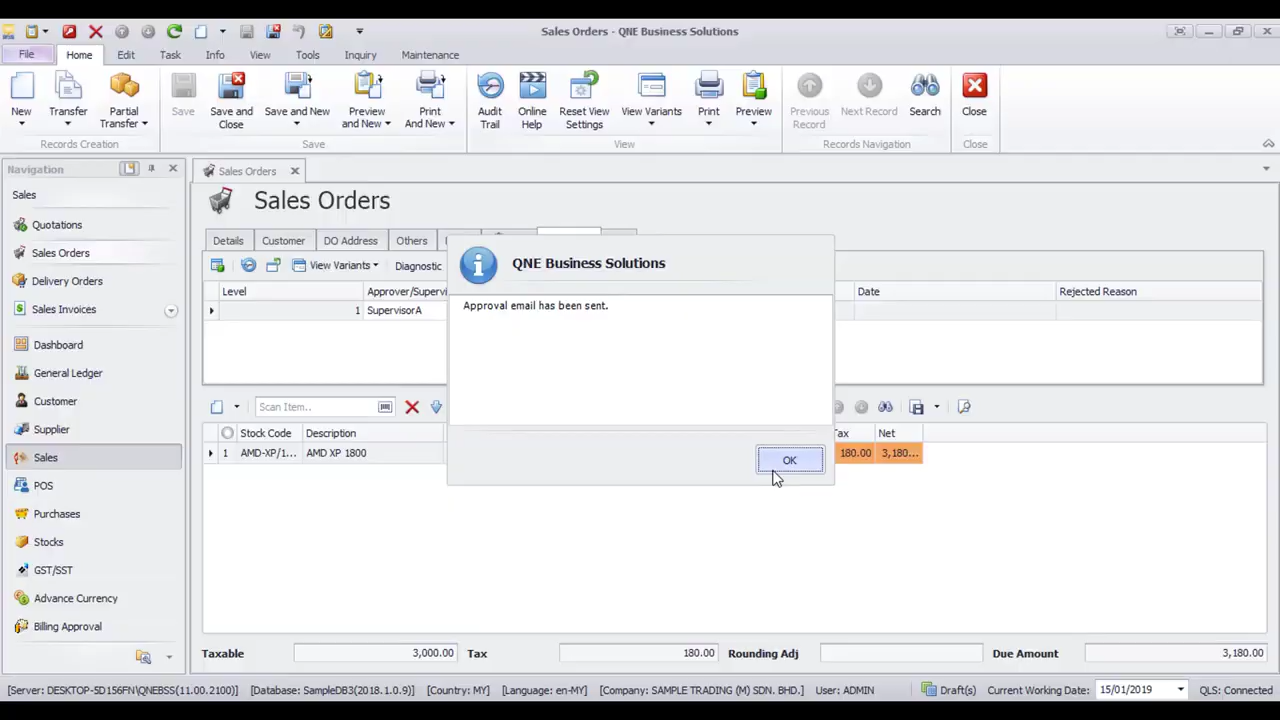 Sales Orders - QNE Business Solutions
File Home Edit Task Info View Tools Inquiry Maintenance
New Transfer Partial Transfer Save Save and Close Save and New Preview and New Print And New Audit Trail Online Help Reset View Settings View Variants Print Preview Previous Record Next Record Search Close
Records Creation Save View Records Navigation Close
Navigation
Sales
Quotations
Sales Orders
Delivery Orders
Sales Invoices
Dashboard
General Ledger
Customer
Supplier
Sales
POS
Purchases
Stocks
GST/SST
Advance Currency
Billing Approval
Sales Orders
Sales Orders
Details Customer DO Address Others
View Variants Diagnostic
Level Approver/Supervi Date Rejected Reason
1 SupervisorA
QNE Business Solutions
Approval email has been sent.
OK
Scan Item..
Stock Code Description Tax Net
1 AMD-XP/1... AMD XP 1800 180.00 3,180...
Taxable 3,000.00 Tax 180.00 Rounding Adj Due Amount 3,180.00
[Server: DESKTOP-5D156FN\QNEBSS(11.00.2100)] [Database: SampleDB3(2018.1.0.9)] [Country: MY] [Language: en-MY] [Company: SAMPLE TRADING (M) SDN. BHD.] User: ADMIN Draft(s) Current Working Date: 15/01/2019 QLS: Connected